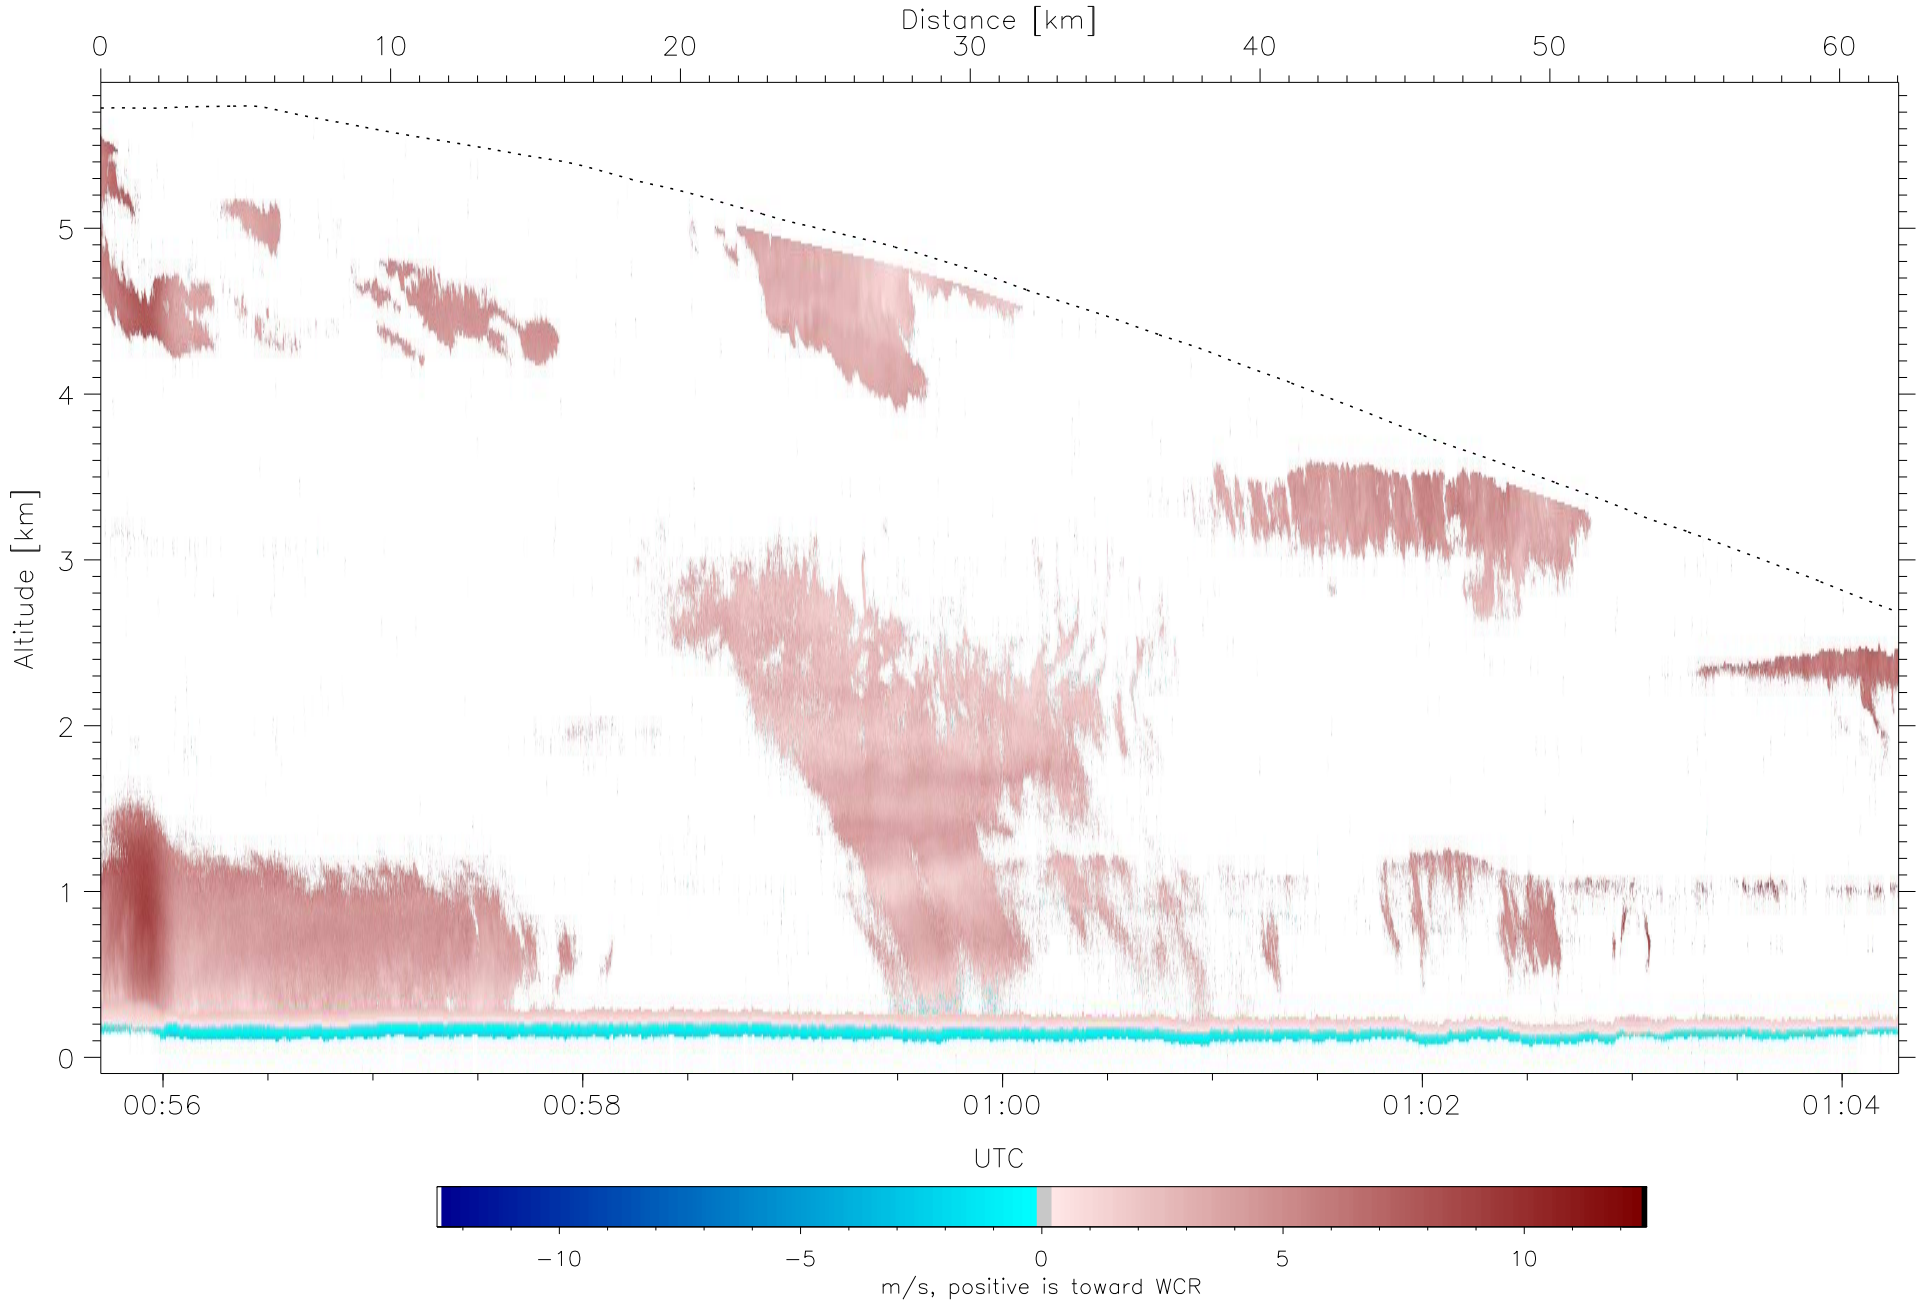 Distance [km]
0 10 20 30 40 50 60
5
4
3
2
1
0
Altitude [km]
00:56 00:58 01:00 01:02 01:04
UTC
−10 −5 0 5 10
m/s, positive is toward WCR